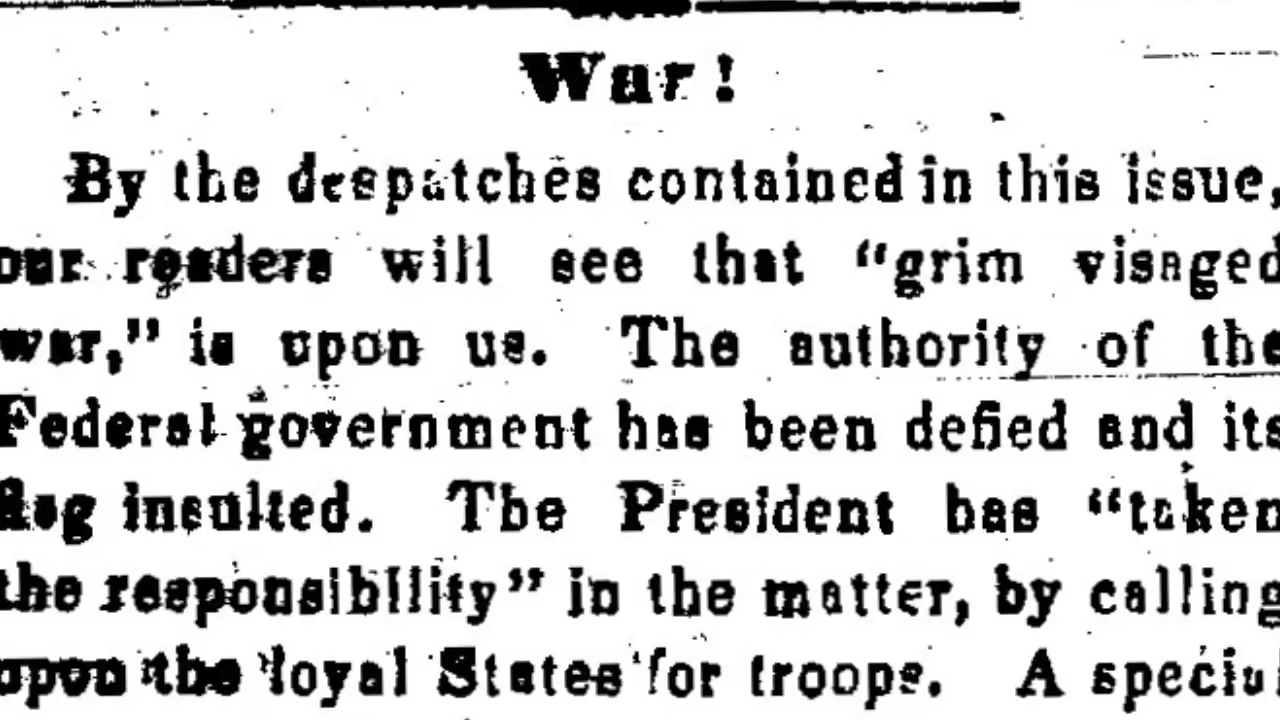 War!
By the despatches contained in this issue,
our readers will see that "grim visaged
war," is upon us. The authority of the
Federal government has been defied and its
flag insulted. The President has "taken
the responsibility" in the matter, by calling
upon the loyal States for troops. A special